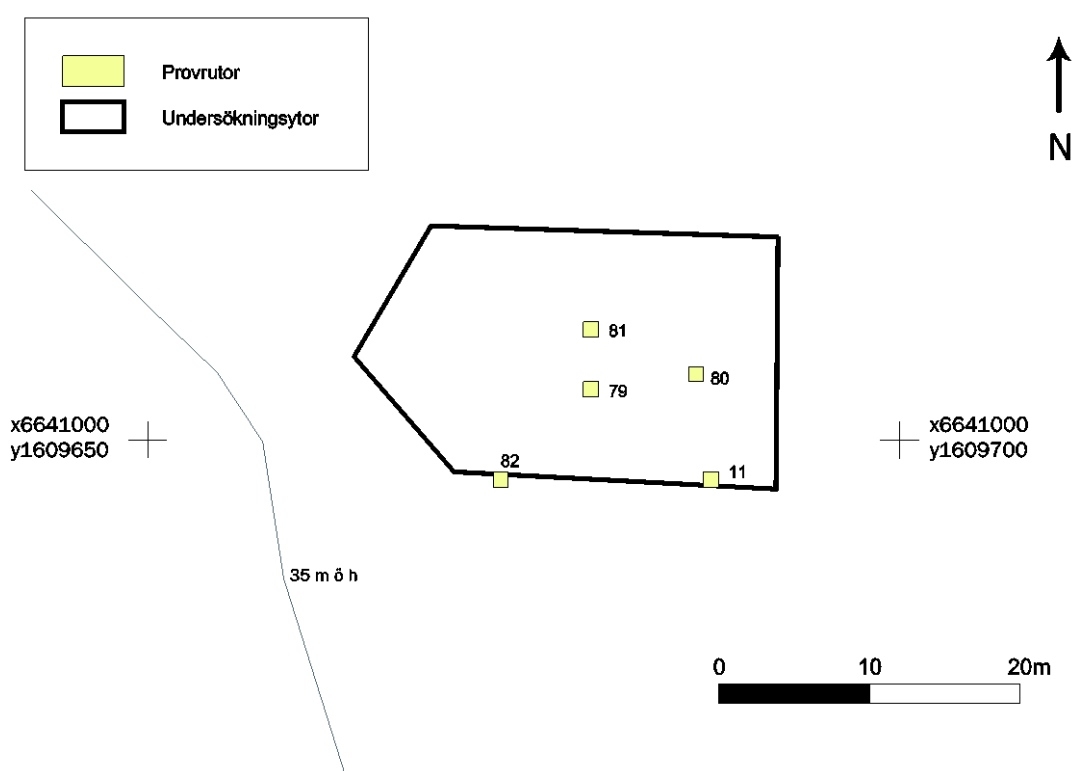 Provrutor
Undersökningsytor
N
81
80
79
x6641000
y1609650
x6641000
y1609700
82
11
35 m ö h
0 10 20m